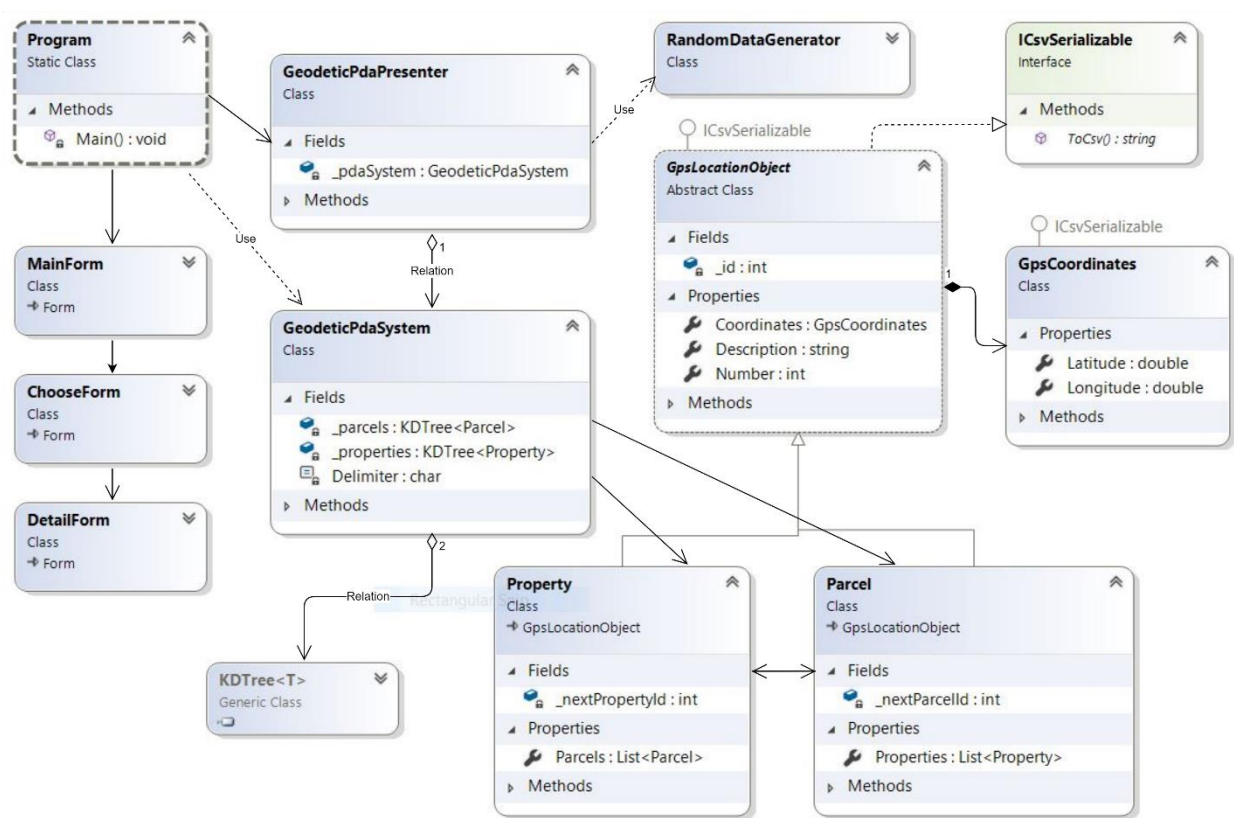 Program
Static Class
Methods
Main() : void
GeodeticPdaPresenter
Class
Fields
_pdaSystem : GeodeticPdaSystem
Methods
RandomDataGenerator
Class
ICsvSerializable
Interface
Methods
ToCsv() : string
Use
ICsvSerializable
GpsLocationObject
Abstract Class
Fields
_id : int
Properties
Coordinates : GpsCoordinates
Description : string
Number : int
Methods
1
ICsvSerializable
GpsCoordinates
Class
Properties
Latitude : double
Longitude : double
Methods
Use
1
Relation
MainForm
Class
Form
ChooseForm
Class
Form
DetailForm
Class
Form
GeodeticPdaSystem
Class
Fields
_parcels : KDTree<Parcel>
_properties : KDTree<Property>
Delimiter : char
Methods
2
Relation
Rectangular Snip
KDTree<T>
Generic Class
Property
Class
GpsLocationObject
Fields
_nextPropertyId : int
Properties
Parcels : List<Parcel>
Methods
Parcel
Class
GpsLocationObject
Fields
_nextParcelId : int
Properties
Properties : List<Property>
Methods